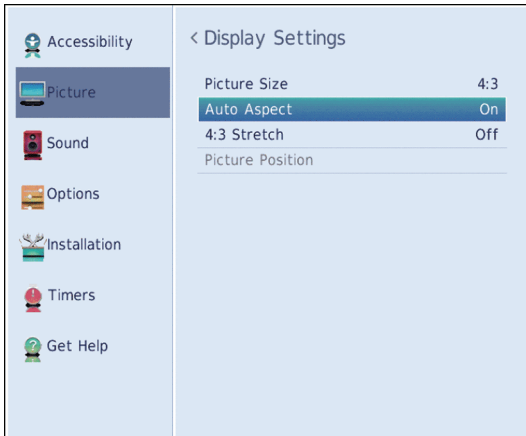 Accessibility
Picture
Sound
Options
Installation
Timers
Get Help
< Display Settings
Picture Size 4:3
Auto Aspect On
4:3 Stretch Off
Picture Position